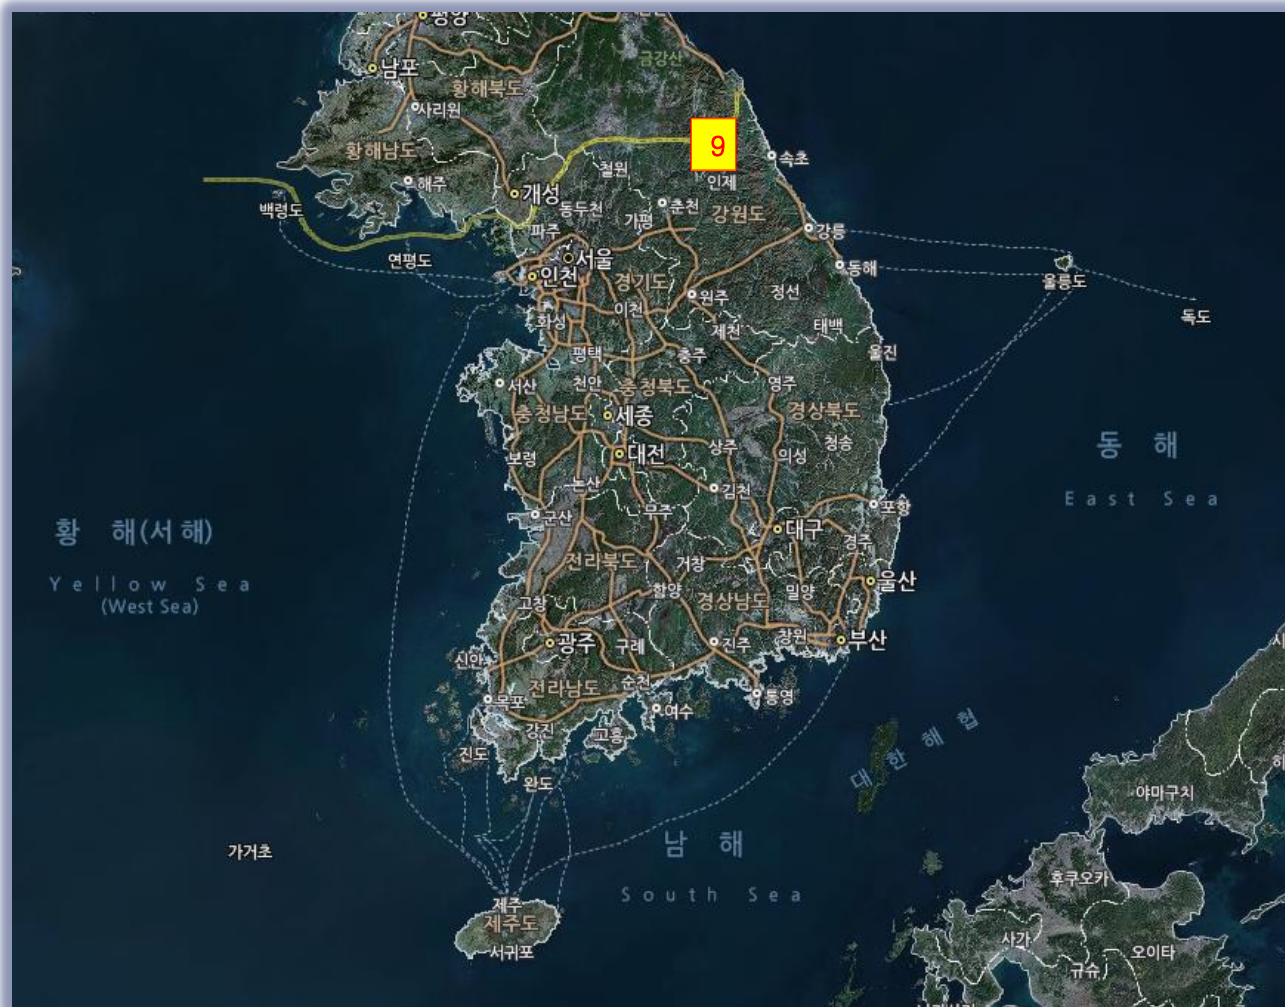 평양
금강산
남포
황해북도
사리원
9
황해남도
속초
철원
해주
인제
개성
백령도
동두천
춘천
가평
강원도
파주
강릉
서울
연평도
동해
인천
경기도
울릉도
정선
원주
이천
독도
화성
제천
태백
평택
충주
울진
서산
천안
충청북도
영주
충청남도
세종
경상북도
동 해
상주
청송
대전
의성
보령
논산
김천
East Sea
포항
무주
군산
황 해(서해)
대구
경주
전라북도
거창
Yellow Sea
(West Sea)
울산
함양
밀양
고창
경상남도
광주
구례
진주
창원
부산
신안
순천
전라남도
목포
여수
통영
강진
고흥
진도
대한해협
완도
야마구치
남 해
가거초
후쿠오카
South Sea
제주
제주도
서귀포
사가
오이타
규슈